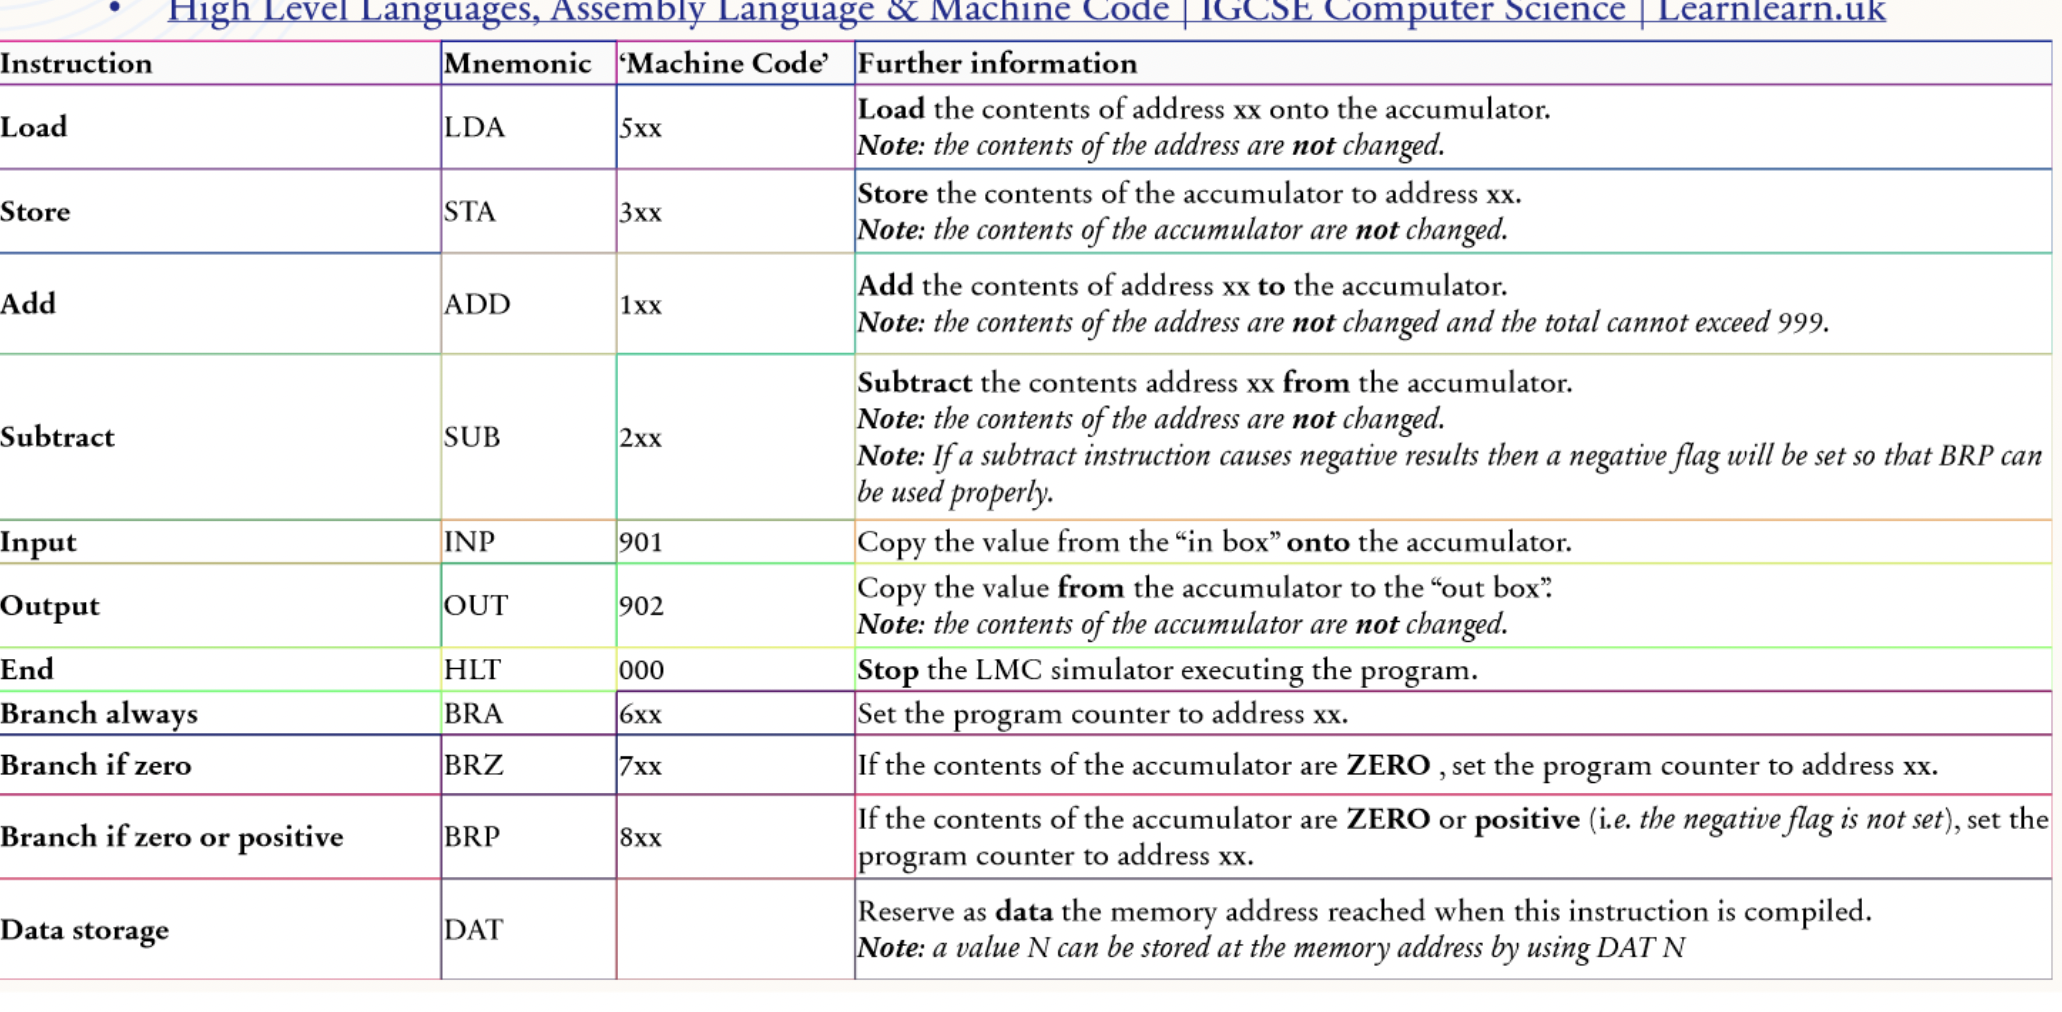 • High Level Languages, Assembly Language & Machine Code | IGCSE Computer Science | Learnlearn.uk
Instruction Mnemonic ‘Machine Code’ Further information
Load LDA 5xx Load the contents of address xx onto the accumulator.
Note: the contents of the address are not changed.
Store STA 3xx Store the contents of the accumulator to address xx.
Note: the contents of the accumulator are not changed.
Add ADD 1xx Add the contents of address xx to the accumulator.
Note: the contents of the address are not changed and the total cannot exceed 999.
Subtract SUB 2xx Subtract the contents address xx from the accumulator.
Note: the contents of the address are not changed.
Note: If a subtract instruction causes negative results then a negative flag will be set so that BRP can
be used properly.
Input INP 901 Copy the value from the “in box” onto the accumulator.
Output OUT 902 Copy the value from the accumulator to the “out box”.
Note: the contents of the accumulator are not changed.
End HLT 000 Stop the LMC simulator executing the program.
Branch always BRA 6xx Set the program counter to address xx.
Branch if zero BRZ 7xx If the contents of the accumulator are ZERO , set the program counter to address xx.
Branch if zero or positive BRP 8xx If the contents of the accumulator are ZERO or positive (i.e. the negative flag is not set), set the
program counter to address xx.
Data storage DAT Reserve as data the memory address reached when this instruction is compiled.
Note: a value N can be stored at the memory address by using DAT N